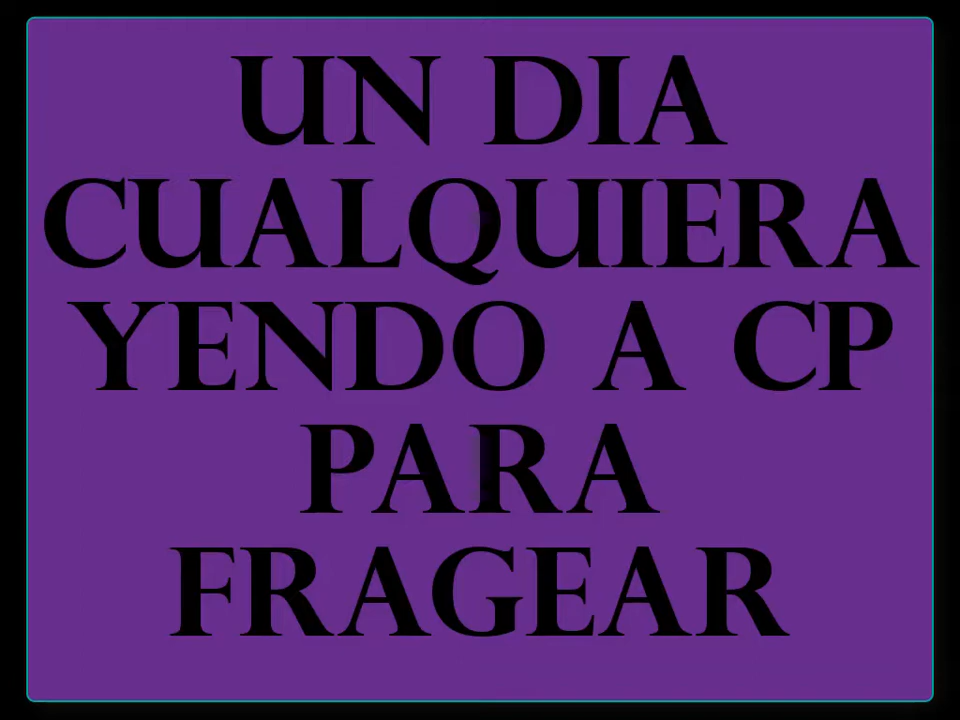 UN DIA
CUALQUIERA
YENDO A CP
PARA
FRAGEAR